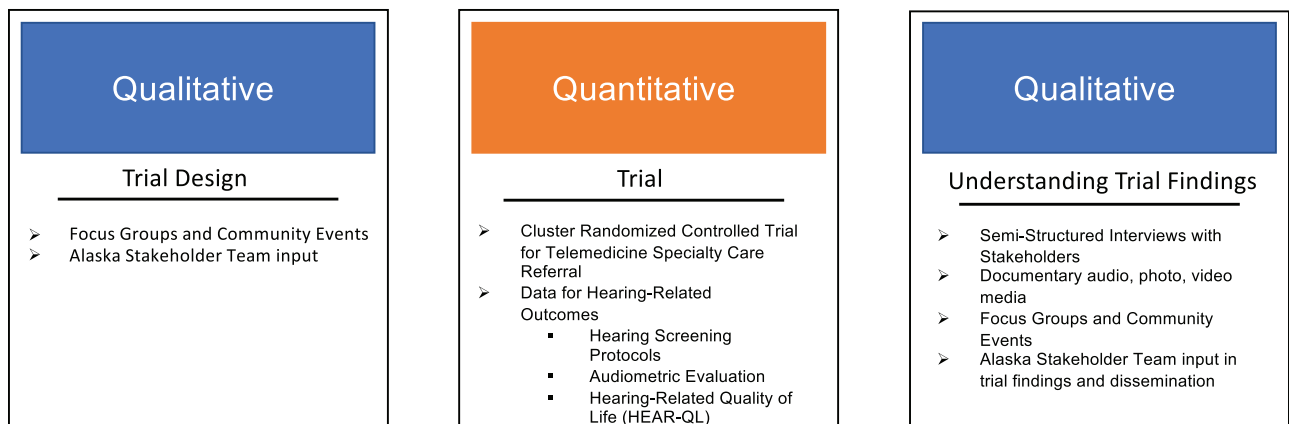 Qualitative
Trial Design
➢ Focus Groups and Community Events
➢ Alaska Stakeholder Team input
Quantitative
Trial
➢ Cluster Randomized Controlled Trial
for Telemedicine Specialty Care
Referral
➢ Data for Hearing-Related
Outcomes
▪ Hearing Screening
Protocols
▪ Audiometric Evaluation
▪ Hearing-Related Quality of
Life (HEAR-QL)
Qualitative
Understanding Trial Findings
➢ Semi-Structured Interviews with
Stakeholders
➢ Documentary audio, photo, video
media
➢ Focus Groups and Community
Events
➢ Alaska Stakeholder Team input in
trial findings and dissemination